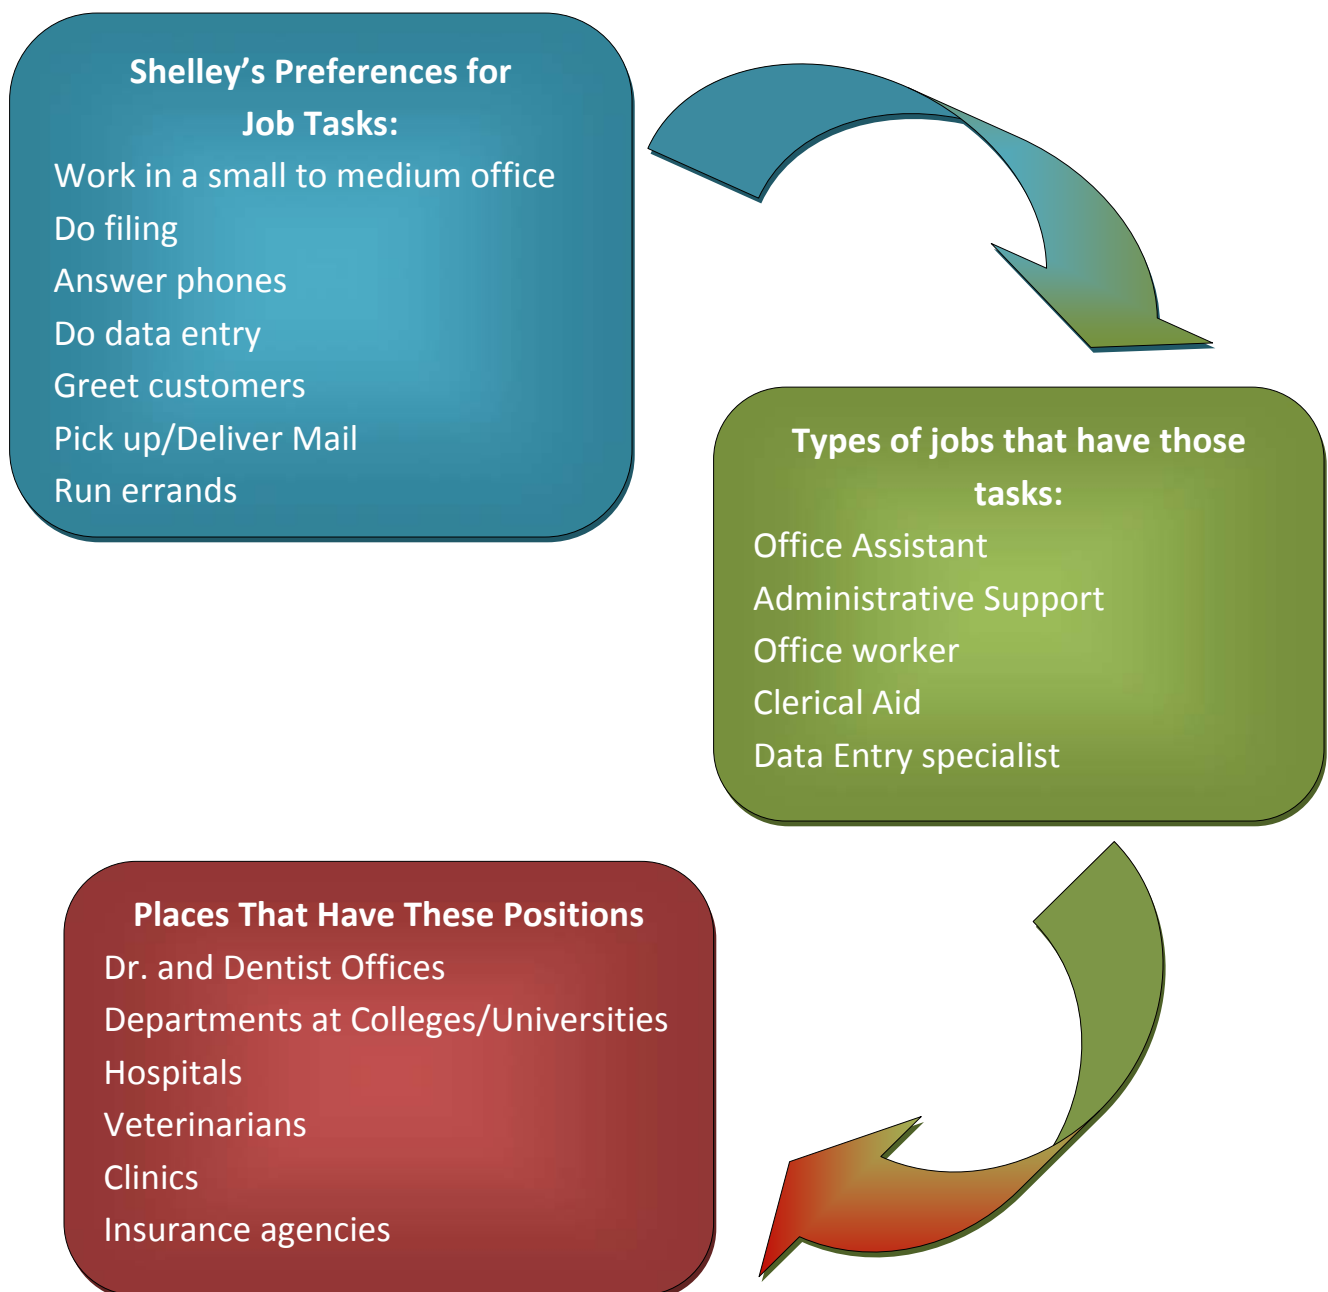 Shelley’s Preferences for
Job Tasks:
Work in a small to medium office
Do filing
Answer phones
Do data entry
Greet customers
Pick up/Deliver Mail
Run errands
Types of jobs that have those
tasks:
Office Assistant
Administrative Support
Office worker
Clerical Aid
Data Entry specialist
Places That Have These Positions
Dr. and Dentist Offices
Departments at Colleges/Universities
Hospitals
Veterinarians
Clinics
Insurance agencies